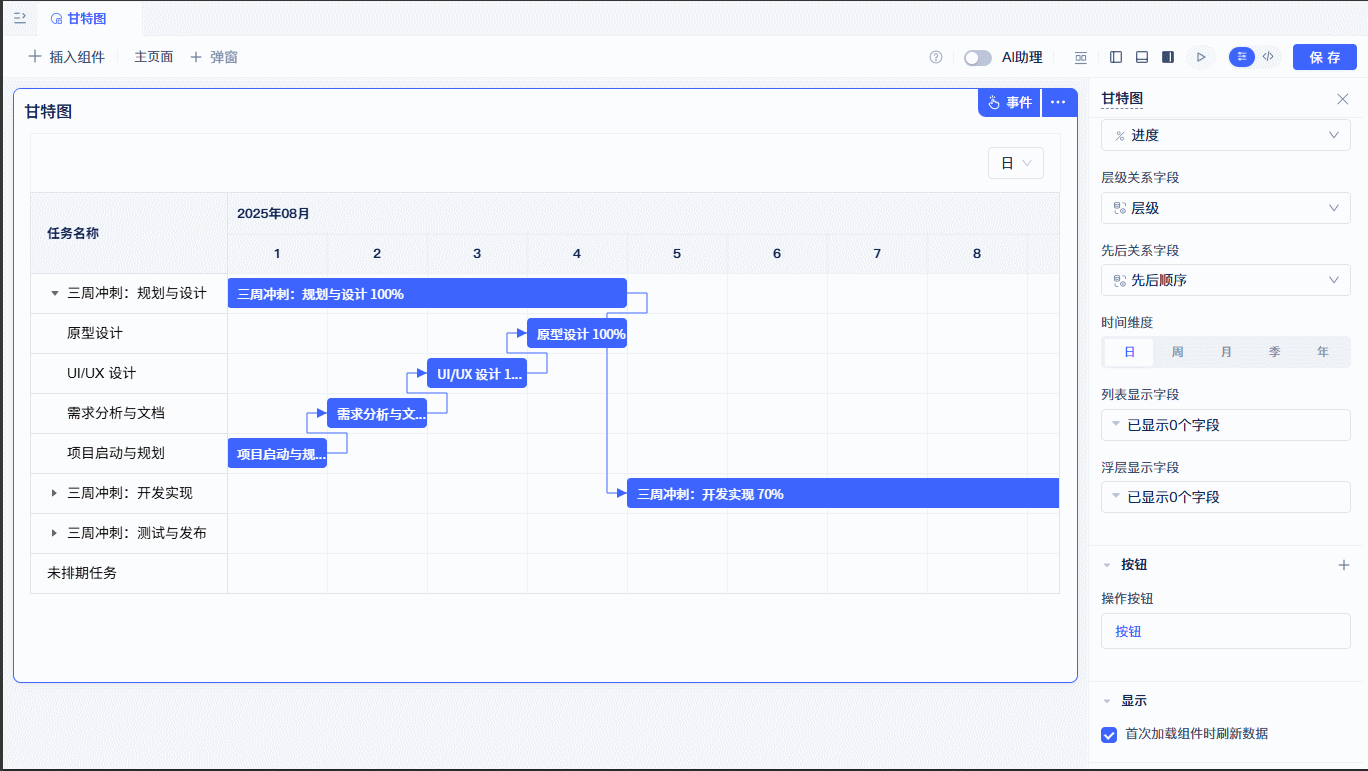 甘特图
插入组件
主页面
弹窗
AI助理
保 存
甘特图
事件
日
任务名称
2025年08月
1 2 3 4 5 6 7 8
三周冲刺：规划与设计
三周冲刺：规划与设计 100%
原型设计
原型设计 100%
UI/UX 设计
UI/UX 设计 1...
需求分析与文档
需求分析与文...
项目启动与规划
项目启动与规...
三周冲刺：开发实现
三周冲刺：开发实现 70%
三周冲刺：测试与发布
未排期任务
甘特图
进度
层级关系字段
层级
先后关系字段
先后顺序
时间维度
日 周 月 季 年
列表显示字段
已显示0个字段
浮层显示字段
已显示0个字段
按钮
操作按钮
按钮
显示
首次加载组件时刷新数据